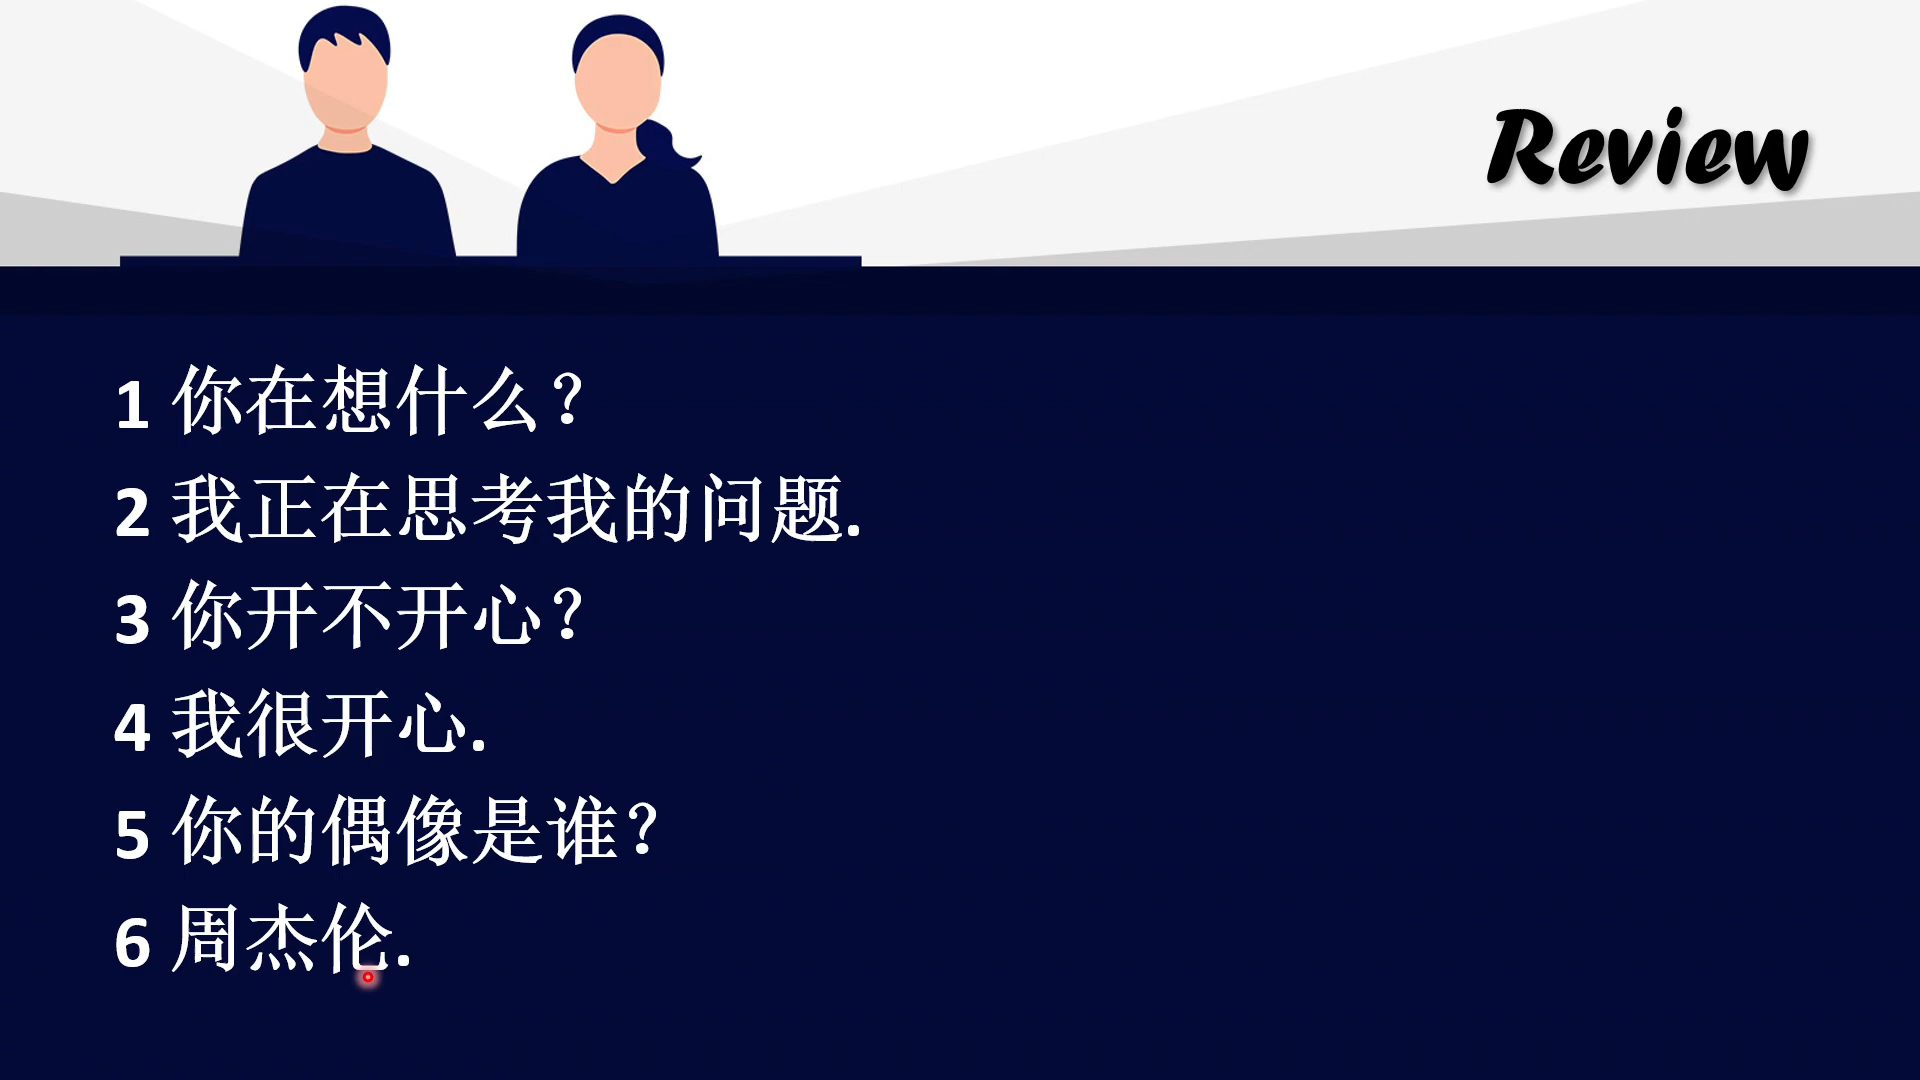 Review
1 你在想什么？
2 我正在思考我的问题.
3 你开不开心？
4 我很开心.
5 你的偶像是谁？
6 周杰伦.